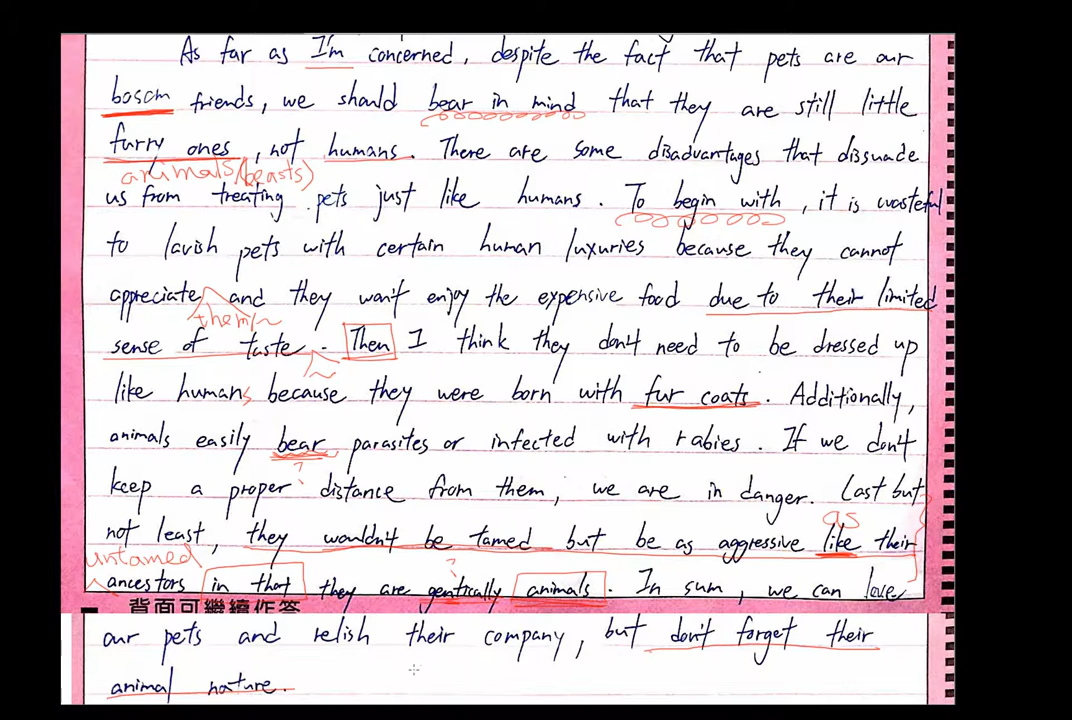 As far as I'm concerned, despite the fact that pets are our
bosom friends, we should bear in mind that they are still little
furry ones, not humans. There are some disadvantages that dissuade
animals (beasts)
us from treating pets just like humans. To begin with, it is wasteful
to lavish pets with certain human luxuries because they cannot
appreciate and they won't enjoy the expensive food due to their limited
them
sense of taste. Then I think they don't need to be dressed up
like humans because they were born with fur coats. Additionally,
animals easily bear parasites or infected with rabies. If we don't
?
keep a proper distance from them, we are in danger. Last but
as
not least, they wouldn't be tamed but be as aggressive like their
untamed
?
ancestors in that they are gentically animals. In sum, we can love
背面可繼續作答
our pets and relish their company, but don't forget their
animal nature.